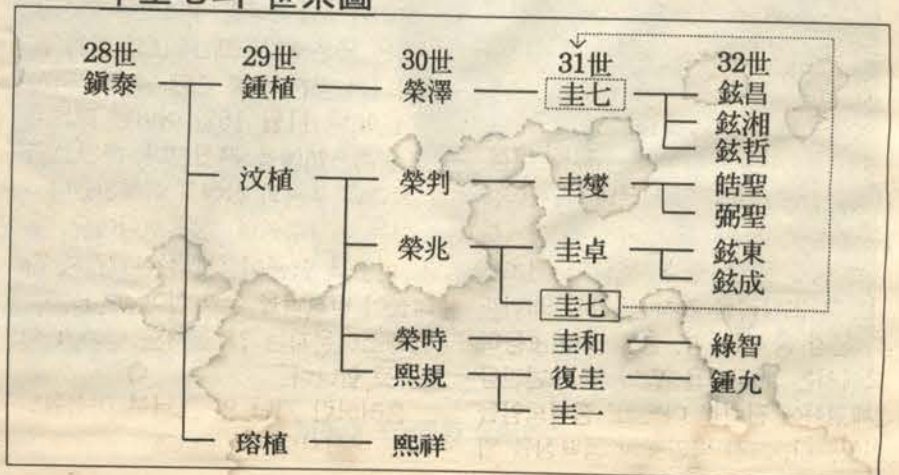 世系圖
28世 29世 30世 31世 32世
鎭泰 鍾植 榮澤 圭七 鉉昌
鉉湘
鉉哲
汶植 榮判 圭燮 皓聖
弼聖
榮兆 圭卓 鉉東
鉉成
圭七
榮時 圭和 綠智
熙規 復圭 鍾允
圭一
瑢植 熙祥